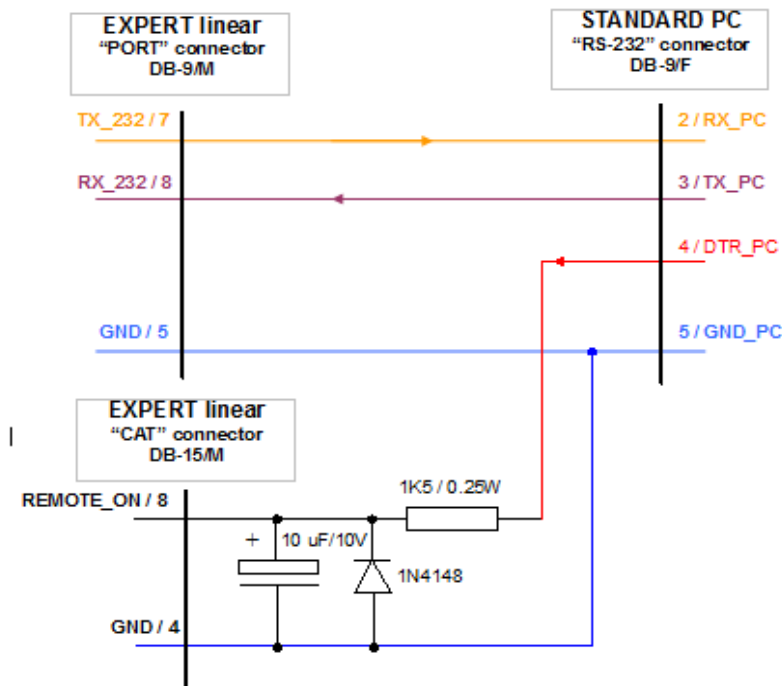 EXPERT linear
“PORT” connector
DB-9/M
STANDARD PC
“RS-232” connector
DB-9/F
TX_232 / 7
2 / RX_PC
RX_232 / 8
3 / TX_PC
4 / DTR_PC
GND / 5
5 / GND_PC
EXPERT linear
“CAT” connector
DB-15/M
REMOTE_ON / 8
1K5 / 0.25W
+ 10 uF/10V
1N4148
GND / 4